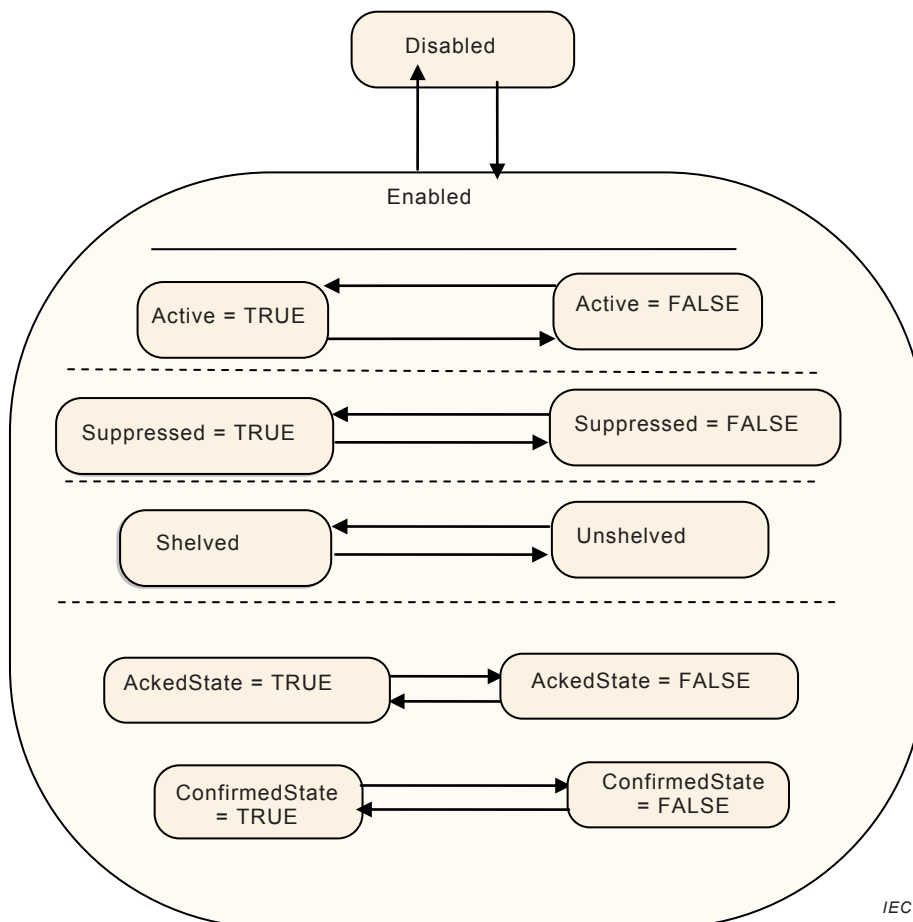 Disabled
Enabled
Active = TRUE
Active = FALSE
Suppressed = TRUE
Suppressed = FALSE
Shelved
Unshelved
AckedState = TRUE
AckedState = FALSE
ConfirmedState
= TRUE
ConfirmedState
= FALSE
IEC